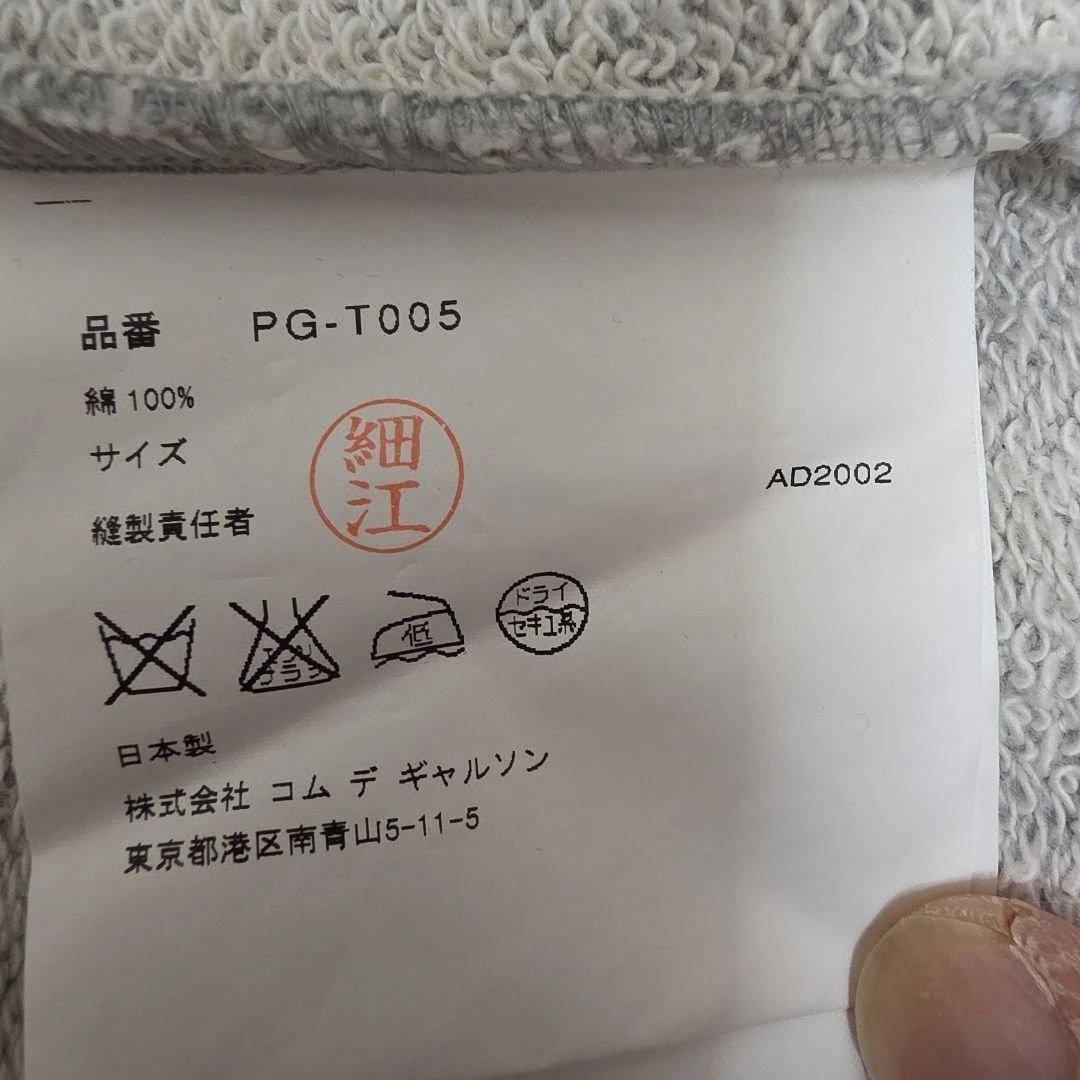 品番 PG-T005
綿 100%
サイズ
細江
AD2002
縫製責任者
低
ドライ
セキユ系
日本製
株式会社 コム デ ギャルソン
東京都港区南青山5-11-5